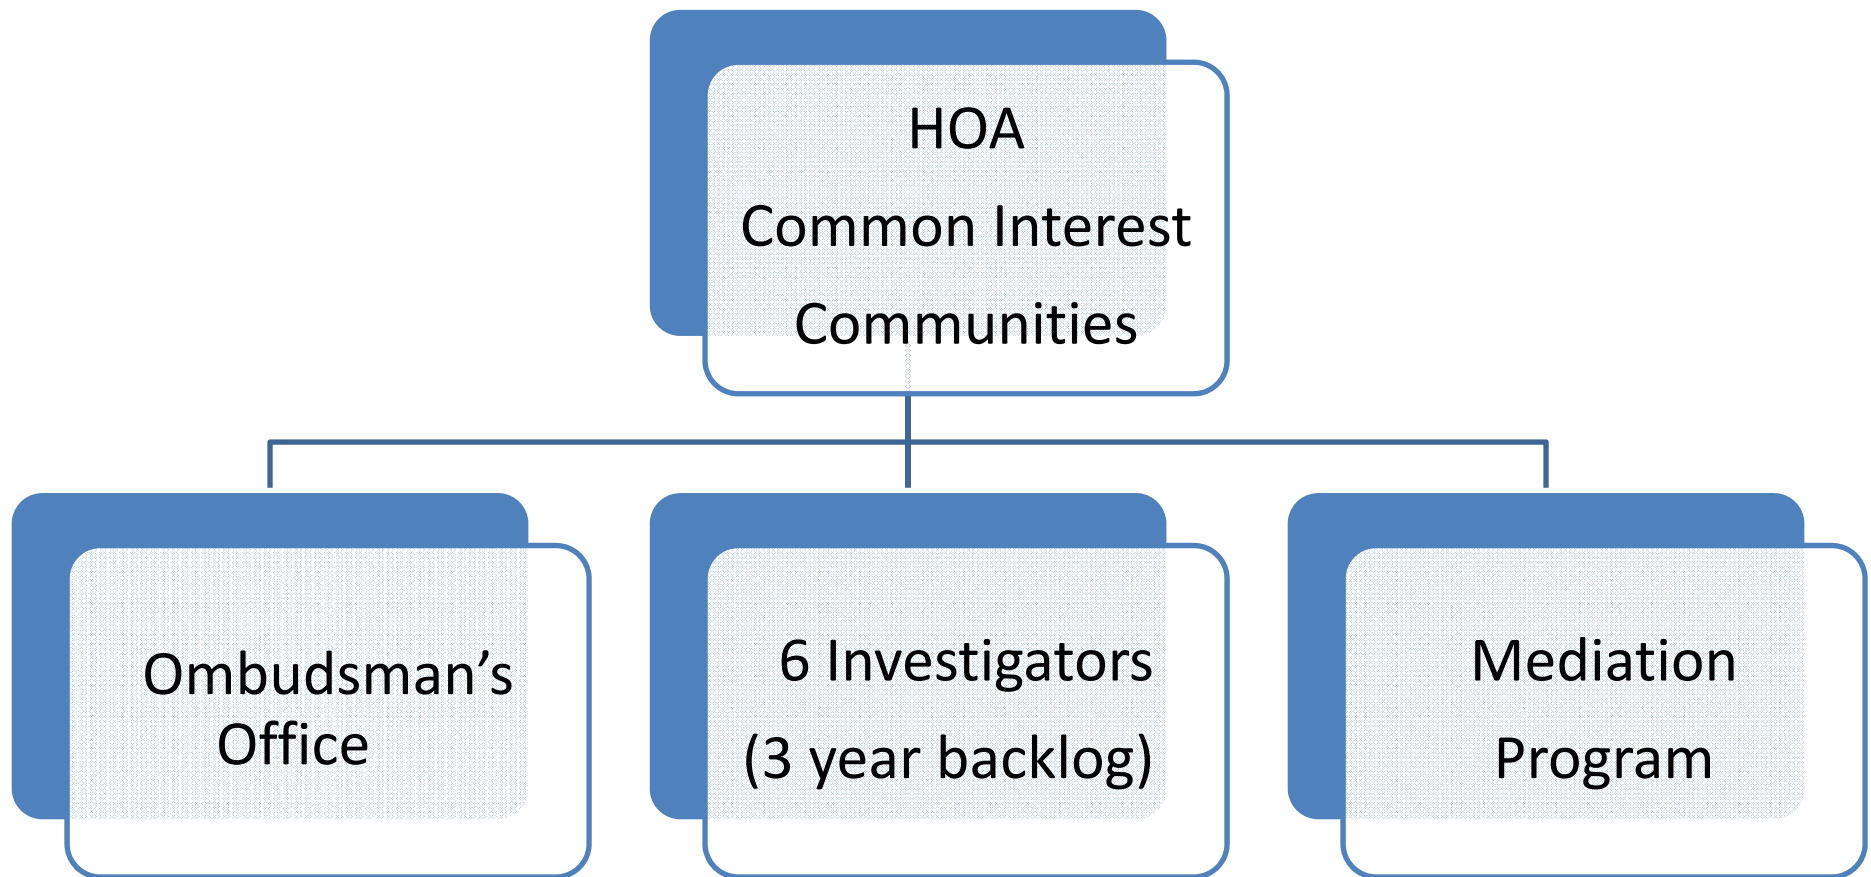 HOA
Common Interest
Communities
Ombudsman’s
Office
6 Investigators
(3 year backlog)
Mediation
Program